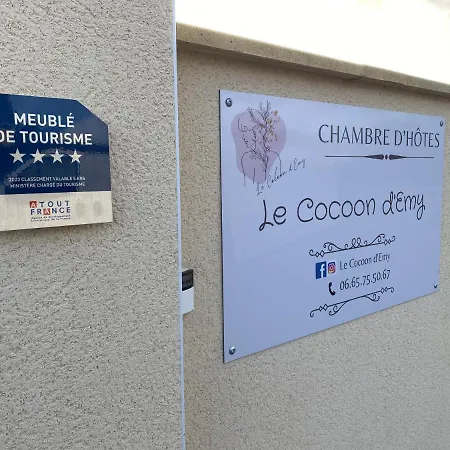 MEUBLÉ
DE TOURISME
2023 CLASSEMENT VALABLE 5 ANS
MINISTÈRE CHARGÉ DU TOURISME
ATOUT
FRANCE
CHAMBRE D'HÔTES
Le Cocoon d'Emy
Le Cocoon d'Emy
Le Cocoon d'Emy
06.65.75.50.67